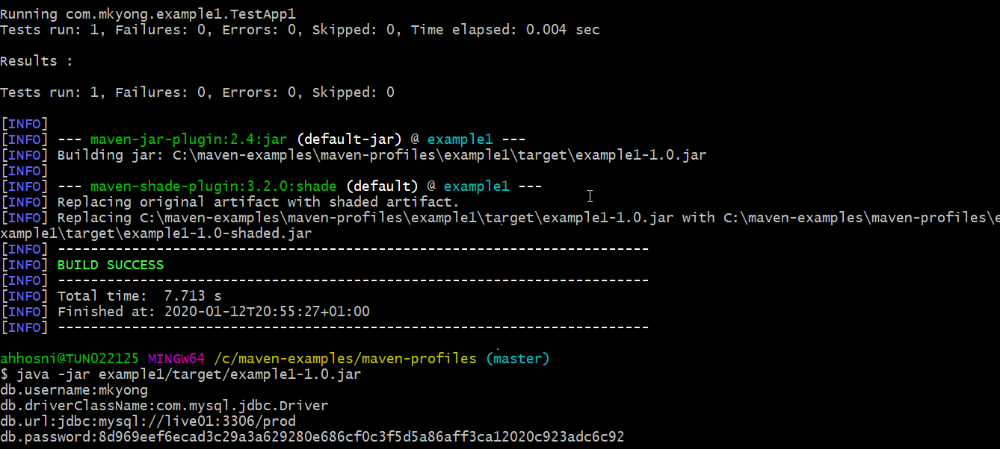 Running com.mkyong.example1.TestApp1
Tests run: 1, Failures: 0, Errors: 0, Skipped: 0, Time elapsed: 0.004 sec
Results :
Tests run: 1, Failures: 0, Errors: 0, Skipped: 0
[INFO]
[INFO] --- maven-jar-plugin:2.4:jar (default-jar) @ example1 ---
[INFO] Building jar: C:\maven-examples\maven-profiles\example1\target\example1-1.0.jar
[INFO]
[INFO] --- maven-shade-plugin:3.2.0:shade (default) @ example1 ---
[INFO] Replacing original artifact with shaded artifact.
[INFO] Replacing C:\maven-examples\maven-profiles\example1\target\example1-1.0.jar with C:\maven-examples\maven-profiles\e
xample1\target\example1-1.0-shaded.jar
[INFO] ------------------------------------------------------------------------
[INFO] BUILD SUCCESS
[INFO] ------------------------------------------------------------------------
[INFO] Total time:  7.713 s
[INFO] Finished at: 2020-01-12T20:55:27+01:00
[INFO] ------------------------------------------------------------------------
ahhosni@TUN022125 MINGW64 /c/maven-examples/maven-profiles (master)
$ java -jar example1/target/example1-1.0.jar
db.username:mkyong
db.driverClassName:com.mysql.jdbc.Driver
db.url:jdbc:mysql://live01:3306/prod
db.password:8d969eef6ecad3c29a3a629280e686cf0c3f5d5a86aff3ca12020c923adc6c92